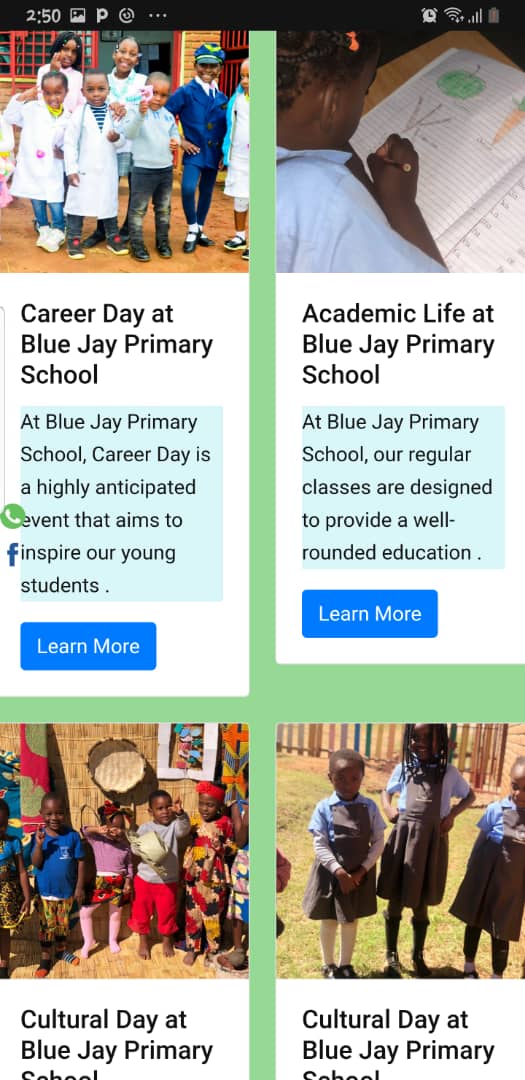 2:50
Career Day at
Blue Jay Primary
School
At Blue Jay Primary
School, Career Day is
a highly anticipated
event that aims to
inspire our young
students .
Learn More
Academic Life at
Blue Jay Primary
School
At Blue Jay Primary
School, our regular
classes are designed
to provide a well-
rounded education .
Learn More
Cultural Day at
Blue Jay Primary
School
Cultural Day at
Blue Jay Primary
School